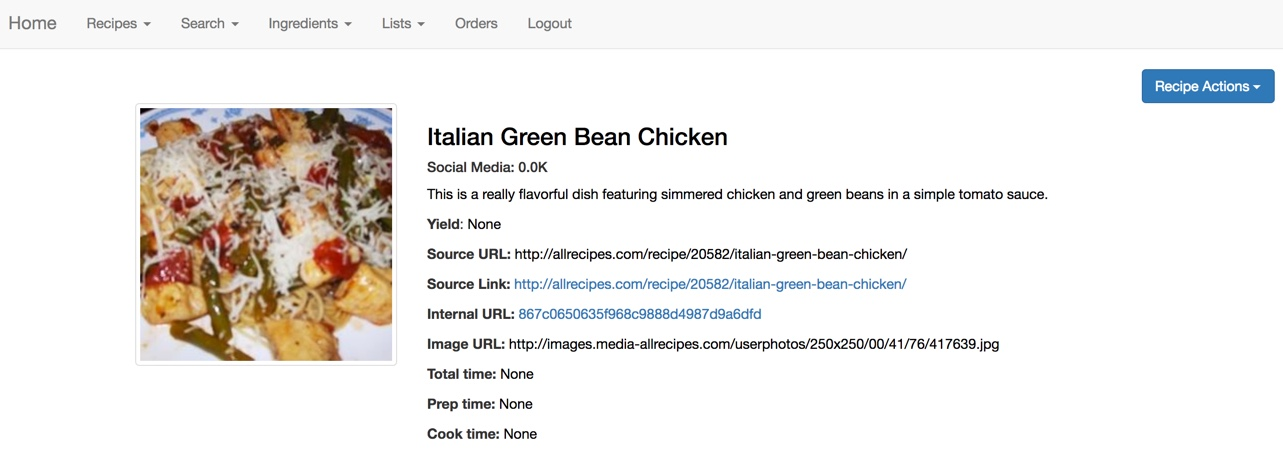 Home Recipes Search Ingredients Lists Orders Logout
Recipe Actions
Italian Green Bean Chicken
Social Media: 0.0K
This is a really flavorful dish featuring simmered chicken and green beans in a simple tomato sauce.
Yield: None
Source URL: http://allrecipes.com/recipe/20582/italian-green-bean-chicken/
Source Link: http://allrecipes.com/recipe/20582/italian-green-bean-chicken/
Internal URL: 867c0650635f968c9888d4987d9a6dfd
Image URL: http://images.media-allrecipes.com/userphotos/250x250/00/41/76/417639.jpg
Total time: None
Prep time: None
Cook time: None